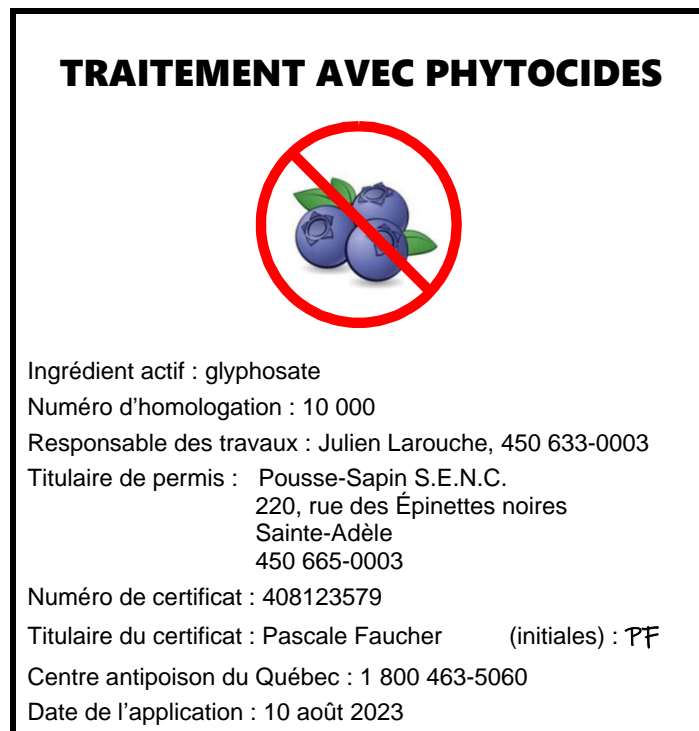 TRAITEMENT AVEC PHYTOCIDES
Ingrédient actif : glyphosate
Numéro d’homologation : 10 000
Responsable des travaux : Julien Larouche, 450 633-0003
Titulaire de permis : Pousse-Sapin S.E.N.C.
220, rue des Épinettes noires
Sainte-Adèle
450 665-0003
Numéro de certificat : 408123579
Titulaire du certificat : Pascale Faucher (initiales) : PF
Centre antipoison du Québec : 1 800 463-5060
Date de l’application : 10 août 2023